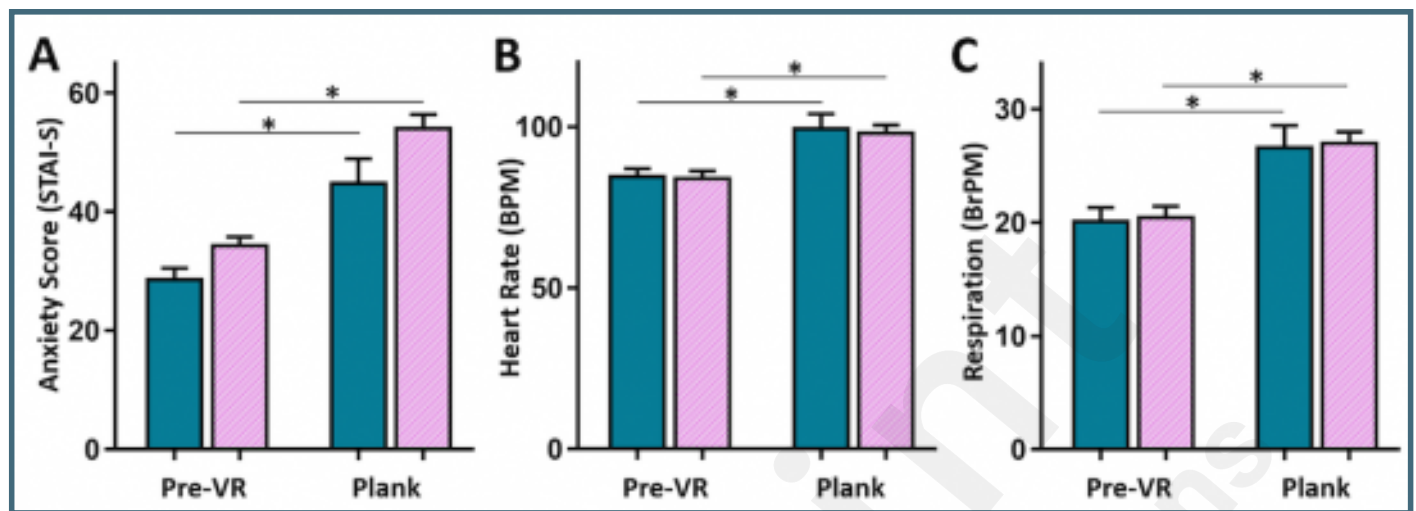 A
Anxiety Score (STAI-S)
60
40
20
0
*
*
Pre-VR
Plank
B
Heart Rate (BPM)
100
50
0
*
*
Pre-VR
Plank
C
Respiration (BrPM)
30
20
10
0
*
*
Pre-VR
Plank